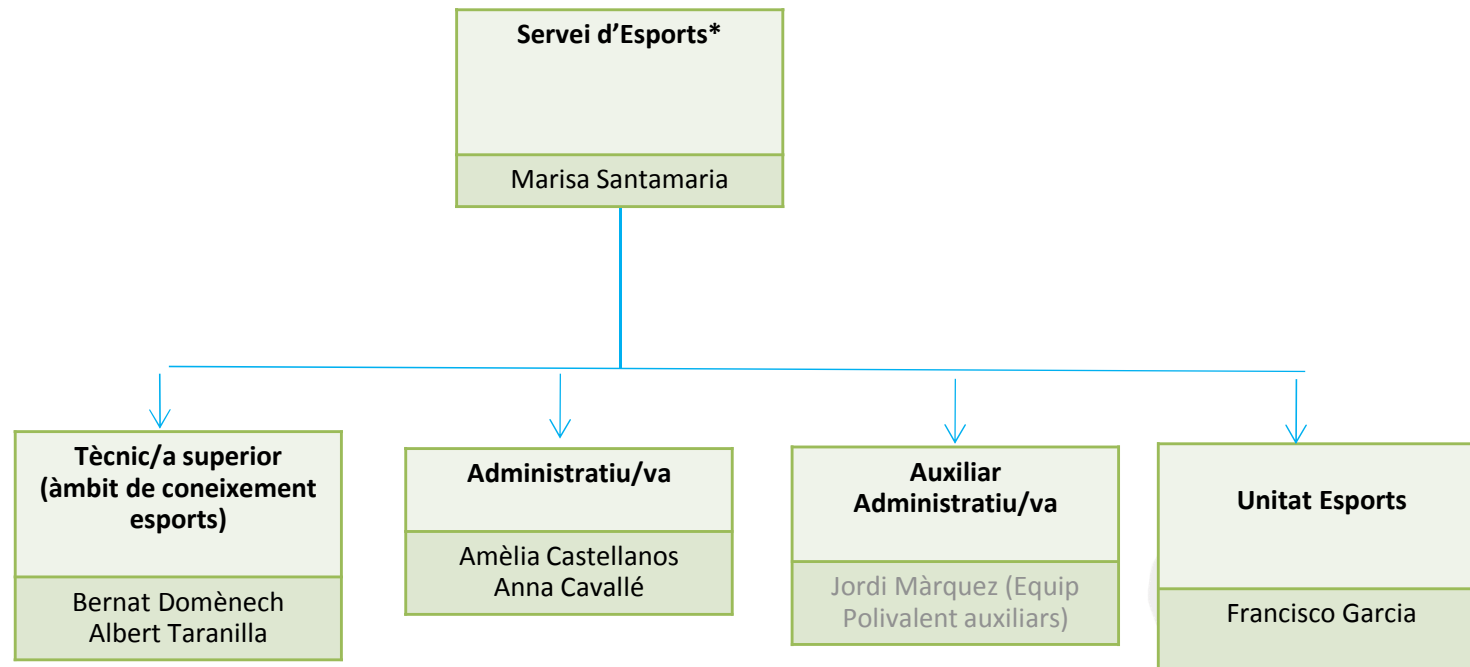 Servei d’Esports*
Marisa Santamaria
Tècnic/a superior
(àmbit de coneixement
esports)
Bernat Domènech
Albert Taranilla
Administratiu/va
Amèlia Castellanos
Anna Cavallé
Auxiliar
Administratiu/va
Jordi Màrquez (Equip
Polivalent auxiliars)
Unitat Esports
Francisco Garcia